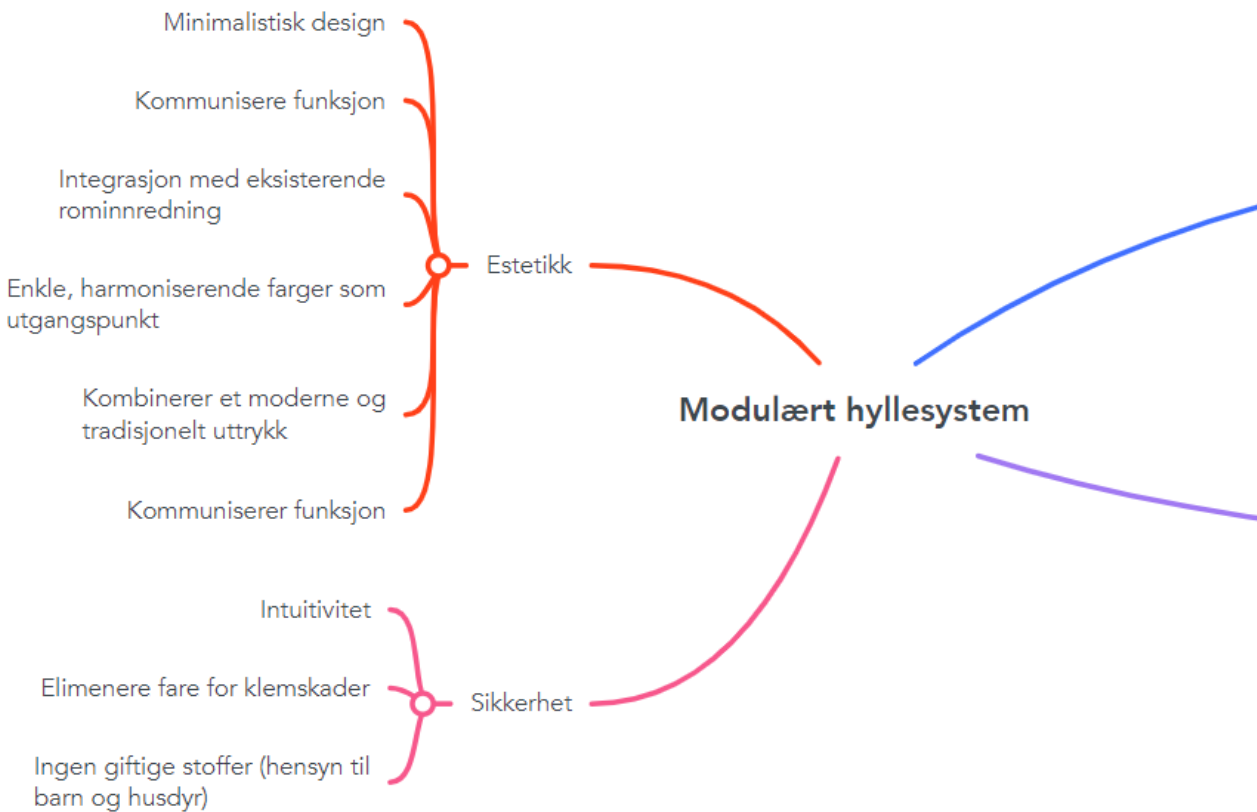 Minimalistisk design
Kommunisere funksjon
Integrasjon med eksisterende
rominnredning
Enkle, harmoniserende farger som
utgangspunkt
Kombinerer et moderne og
tradisjonelt uttrykk
Kommuniserer funksjon
Estetikk
Modulært hyllesystem
Intuitivitet
Elimenere fare for klemskader
Ingen giftige stoffer (hensyn til
barn og husdyr)
Sikkerhet